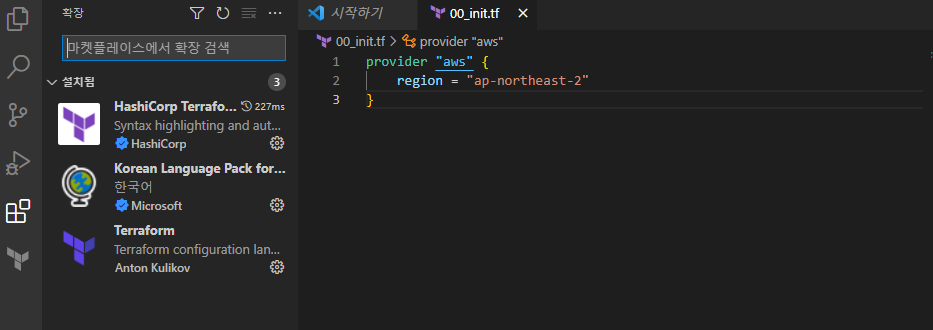 확장
마켓플레이스에서 확장 검색
설치됨 3
HashiCorp Terrafo... 227ms
Syntax highlighting and aut...
HashiCorp
Korean Language Pack for...
한국어
Microsoft
Terraform
Terraform configuration lan...
Anton Kulikov
시작하기
00_init.tf
00_init.tf > provider "aws"
1 provider "aws" {
2 region = "ap-northeast-2"
3 }